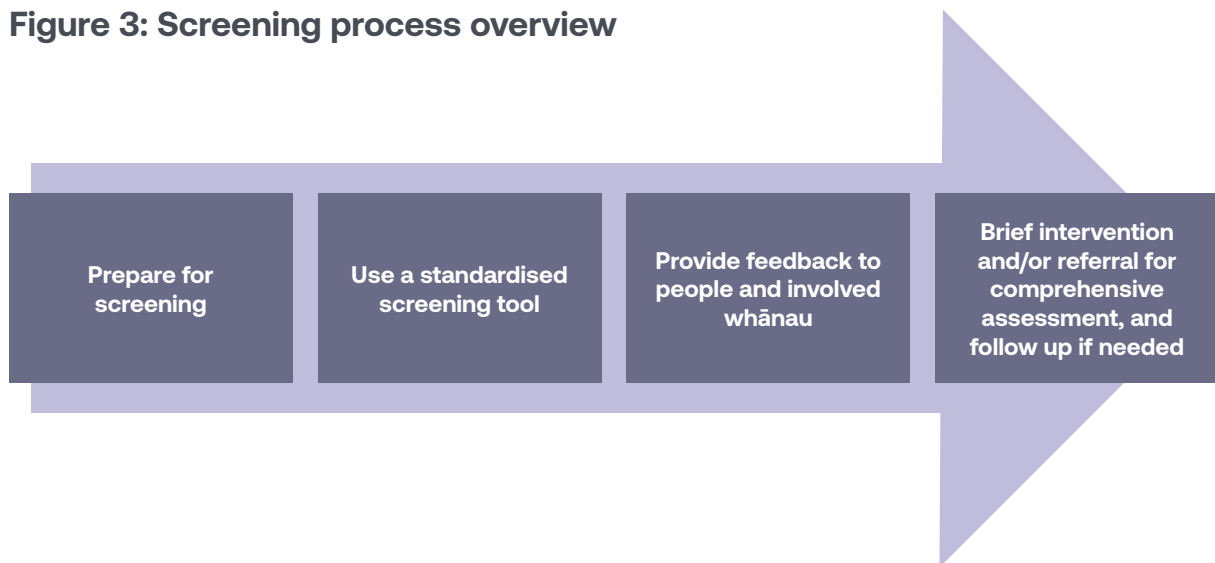 Figure 3: Screening process overview
Prepare for
screening
Use a standardised
screening tool
Provide feedback to
people and involved
whānau
Brief intervention
and/or referral for
comprehensive
assessment, and
follow up if needed